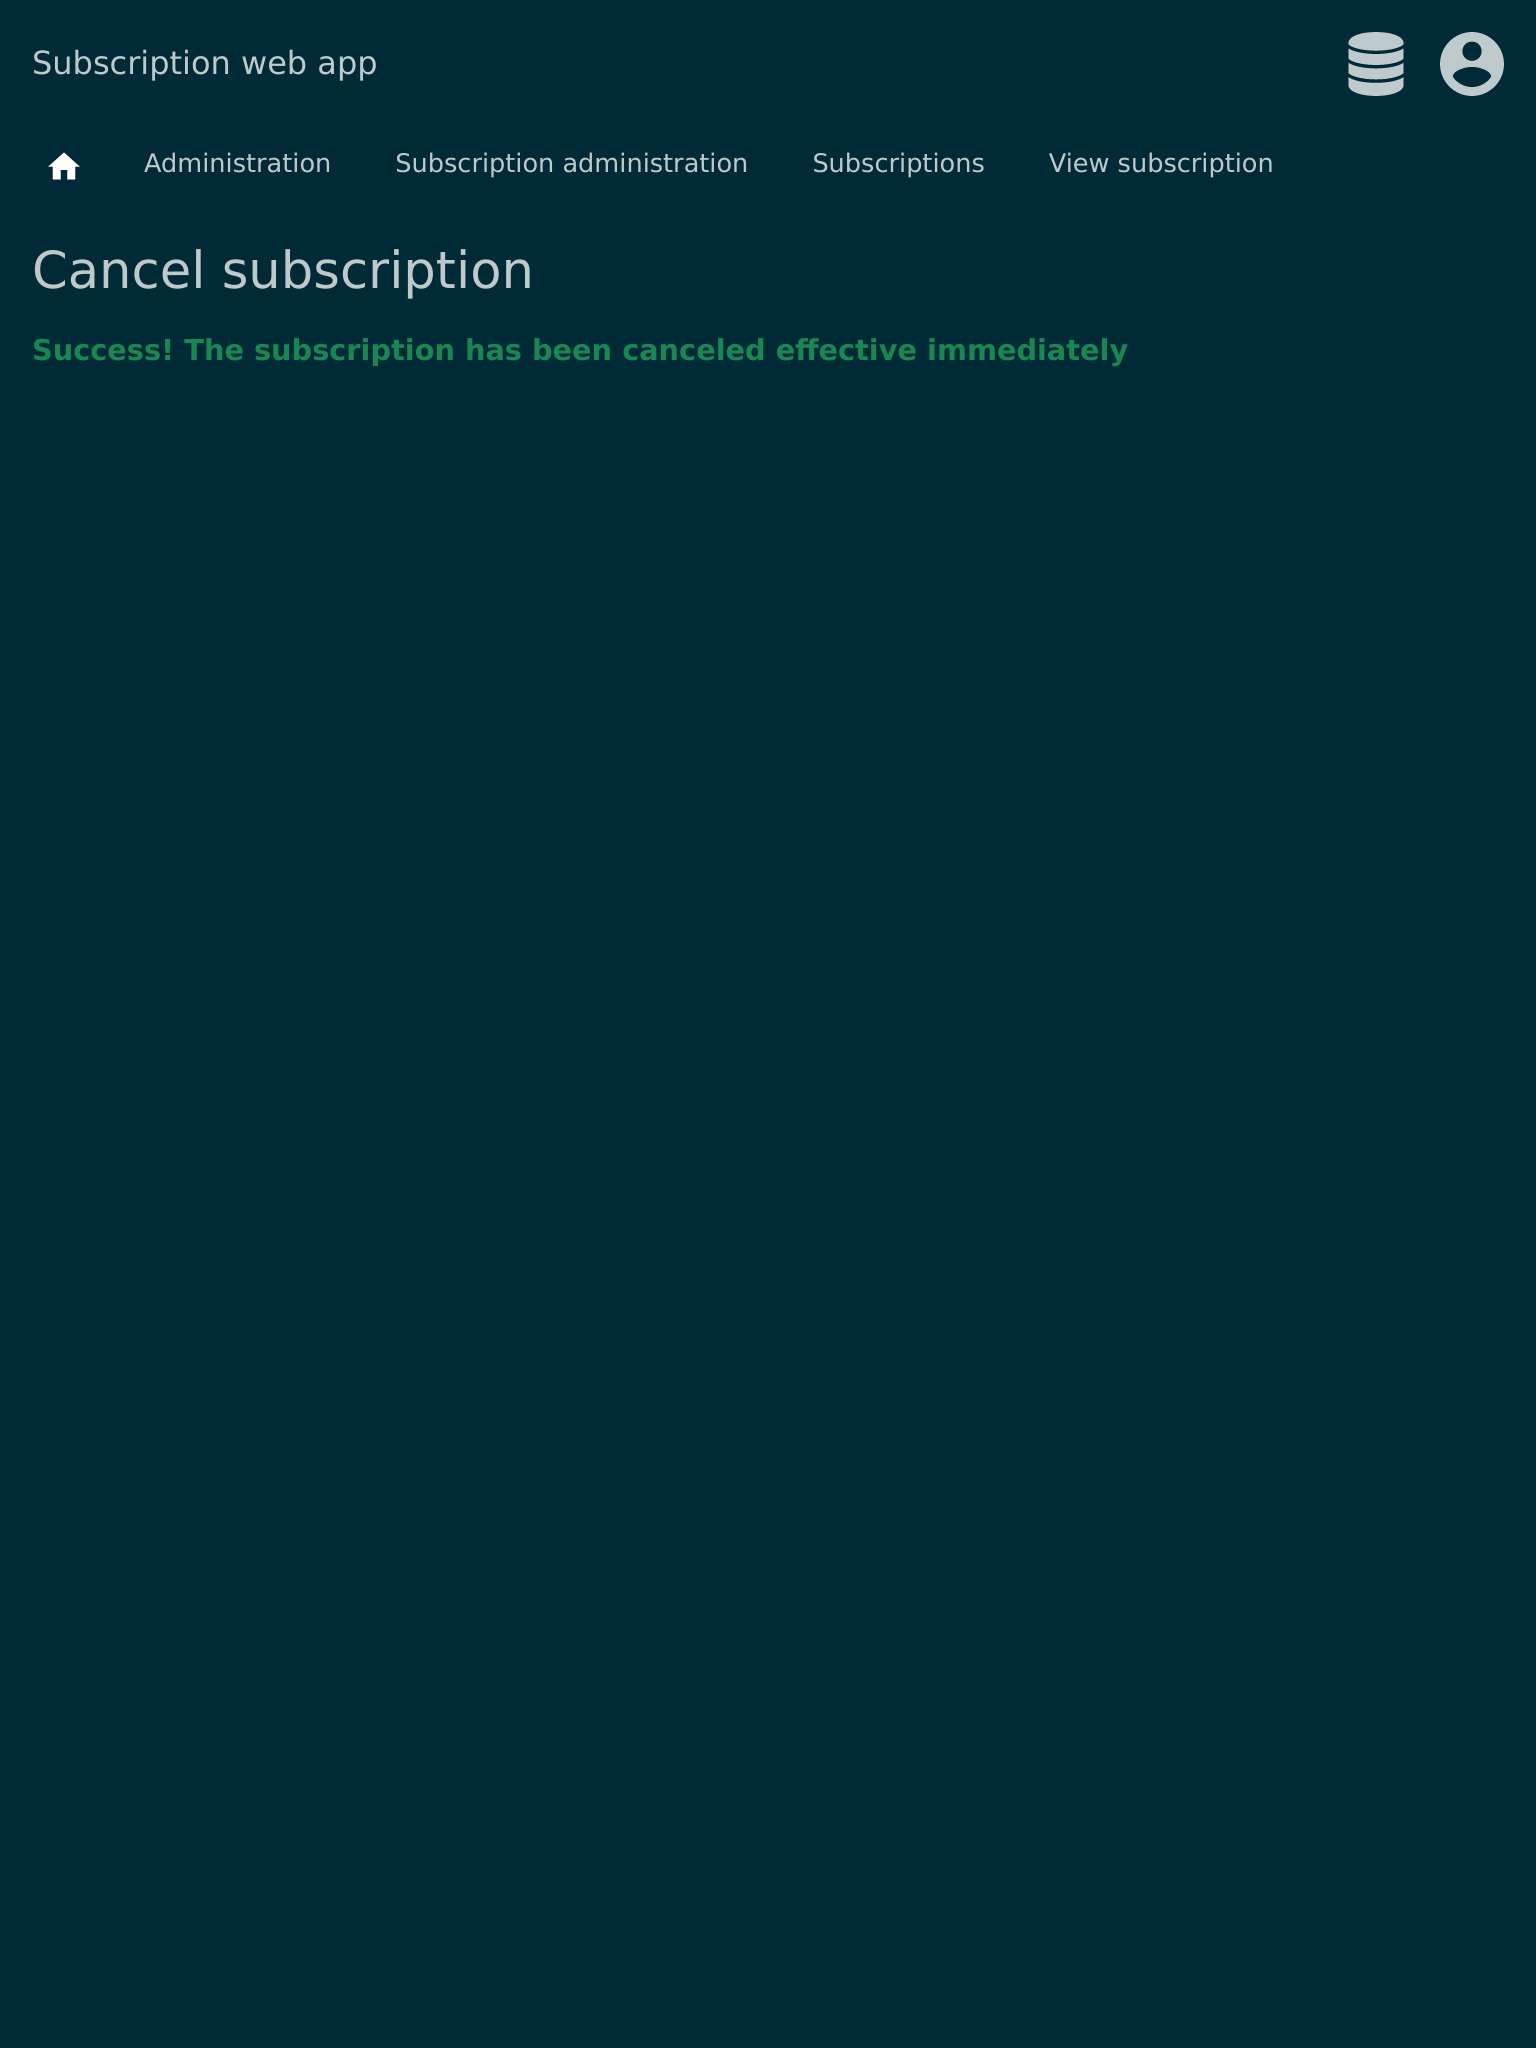 Subscription web app
Administration Subscription administration Subscriptions View subscription
Cancel subscription
Success! The subscription has been canceled effective immediately